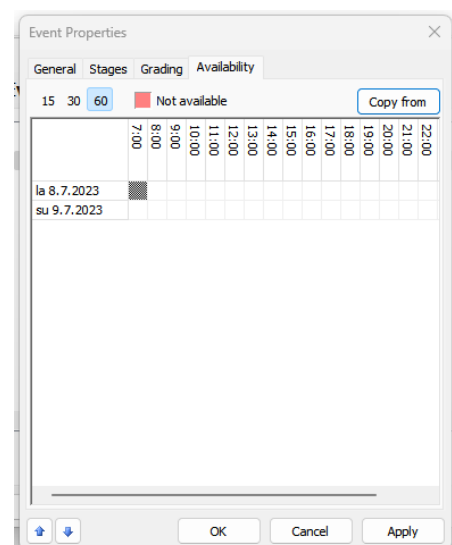 Event Properties
General Stages Grading Availability
15 30 60 Not available Copy from
7:00 8:00 9:00 10:00 11:00 12:00 13:00 14:00 15:00 16:00 17:00 18:00 19:00 20:00 21:00 22:00
la 8.7.2023
su 9.7.2023
OK Cancel Apply